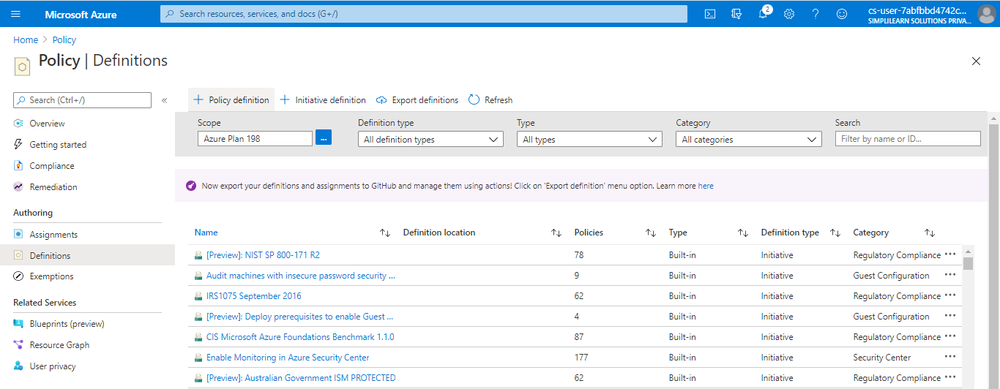 Microsoft Azure
Search resources, services, and docs (G+/)
2
cs-user-7abfbbd4742c...
SIMPLILEARN SOLUTIONS PRIVA...
Home > Policy
Policy | Definitions
Search (Ctrl+/)
Overview
Getting started
Compliance
Remediation
Authoring
Assignments
Definitions
Exemptions
Related Services
Blueprints (preview)
Resource Graph
User privacy
Policy definition Initiative definition Export definitions Refresh
Scope Definition type Type Category Search
Azure Plan 198 ... All definition types All types All categories Filter by name or ID...
Now export your definitions and assignments to GitHub and manage them using actions! Click on 'Export definition' menu option. Learn more here
Name Definition location Policies Type Definition type Category
[Preview]: NIST SP 800-171 R2 78 Built-in Initiative Regulatory Compliance ...
Audit machines with insecure password security ... 9 Built-in Initiative Guest Configuration ...
IRS1075 September 2016 62 Built-in Initiative Regulatory Compliance ...
[Preview]: Deploy prerequisites to enable Guest ... 4 Built-in Initiative Guest Configuration ...
CIS Microsoft Azure Foundations Benchmark 1.1.0 87 Built-in Initiative Regulatory Compliance ...
Enable Monitoring in Azure Security Center 177 Built-in Initiative Security Center ...
[Preview]: Australian Government ISM PROTECTED 62 Built-in Initiative Regulatory Compliance ...